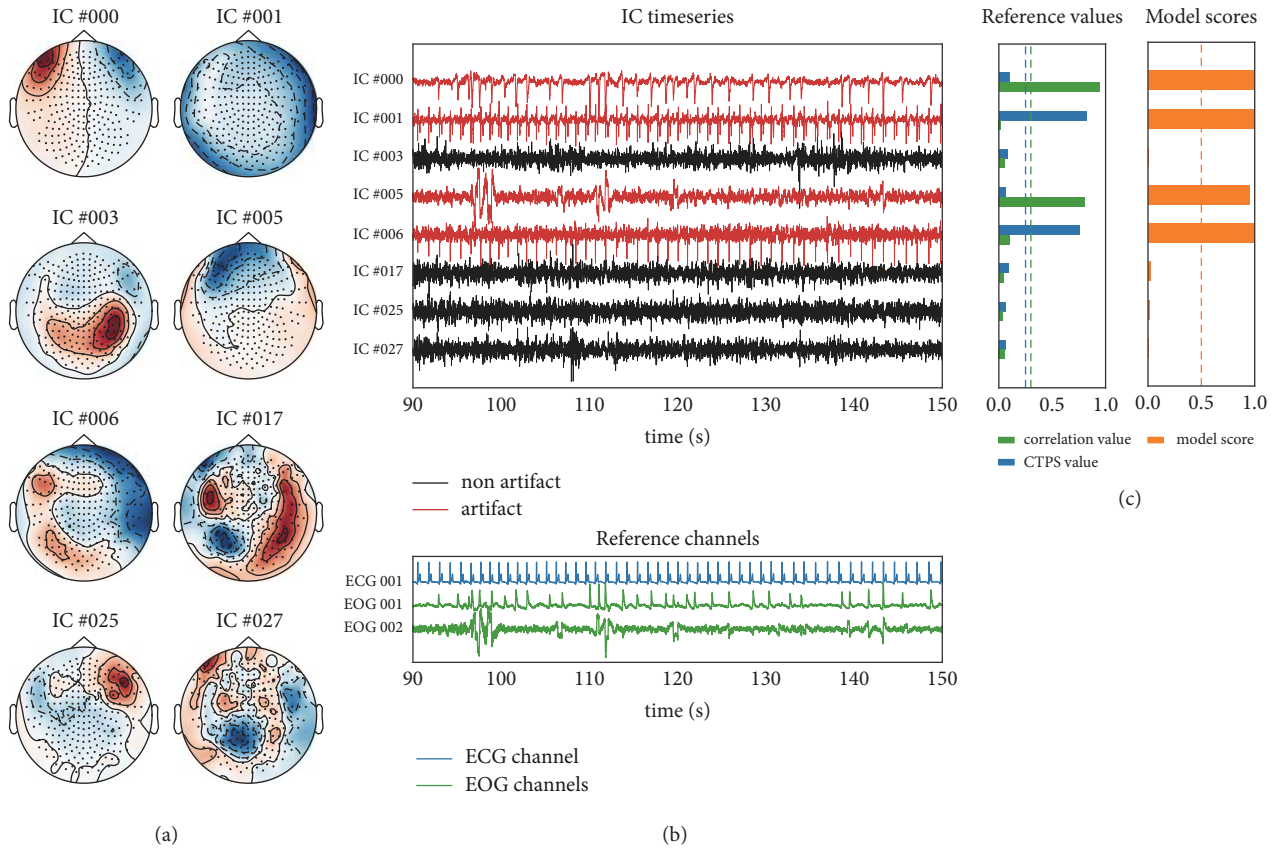 IC #000
IC #001
IC #003
IC #005
IC #006
IC #017
IC #025
IC #027
(a)
IC timeseries
IC #000
IC #001
IC #003
IC #005
IC #006
IC #017
IC #025
IC #027
90 100 110 120 130 140 150
time (s)
non artifact
artifact
Reference channels
ECG 001
EOG 001
EOG 002
90 100 110 120 130 140 150
time (s)
ECG channel
EOG channels
(b)
Reference values
Model scores
0.0 0.5 1.0
0.0 0.5 1.0
correlation value
CTPS value
model score
(c)